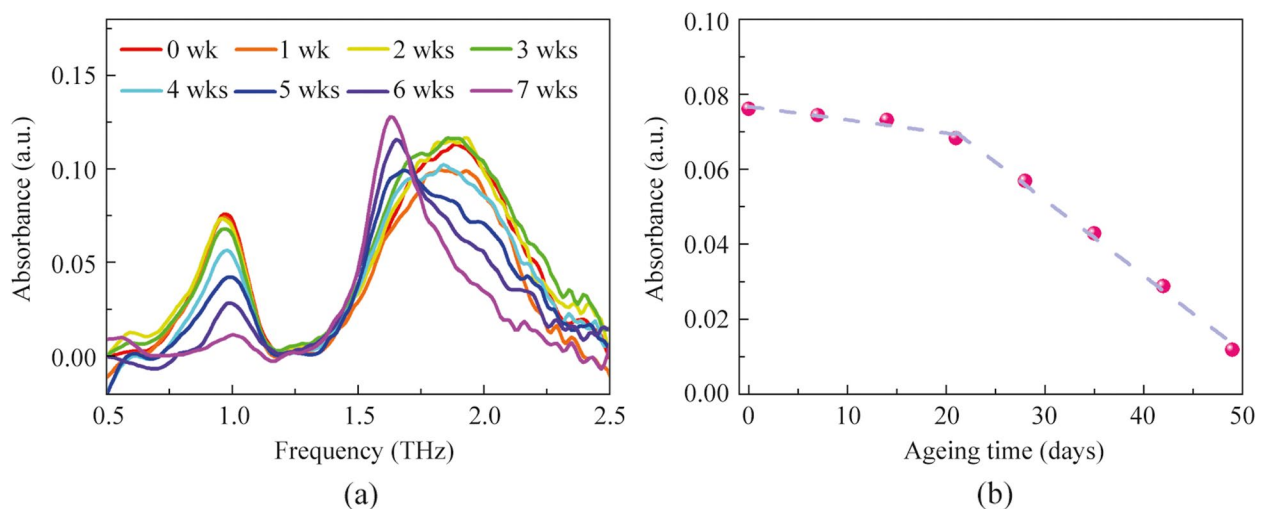 0 wk 1 wk 2 wks 3 wks
4 wks 5 wks 6 wks 7 wks
0.15
0.10
0.05
0.00
Absorbance (a.u.)
0.5 1.0 1.5 2.0 2.5
Frequency (THz)
(a)
0.10
0.08
0.06
0.04
0.02
0.00
Absorbance (a.u.)
0 10 20 30 40 50
Ageing time (days)
(b)